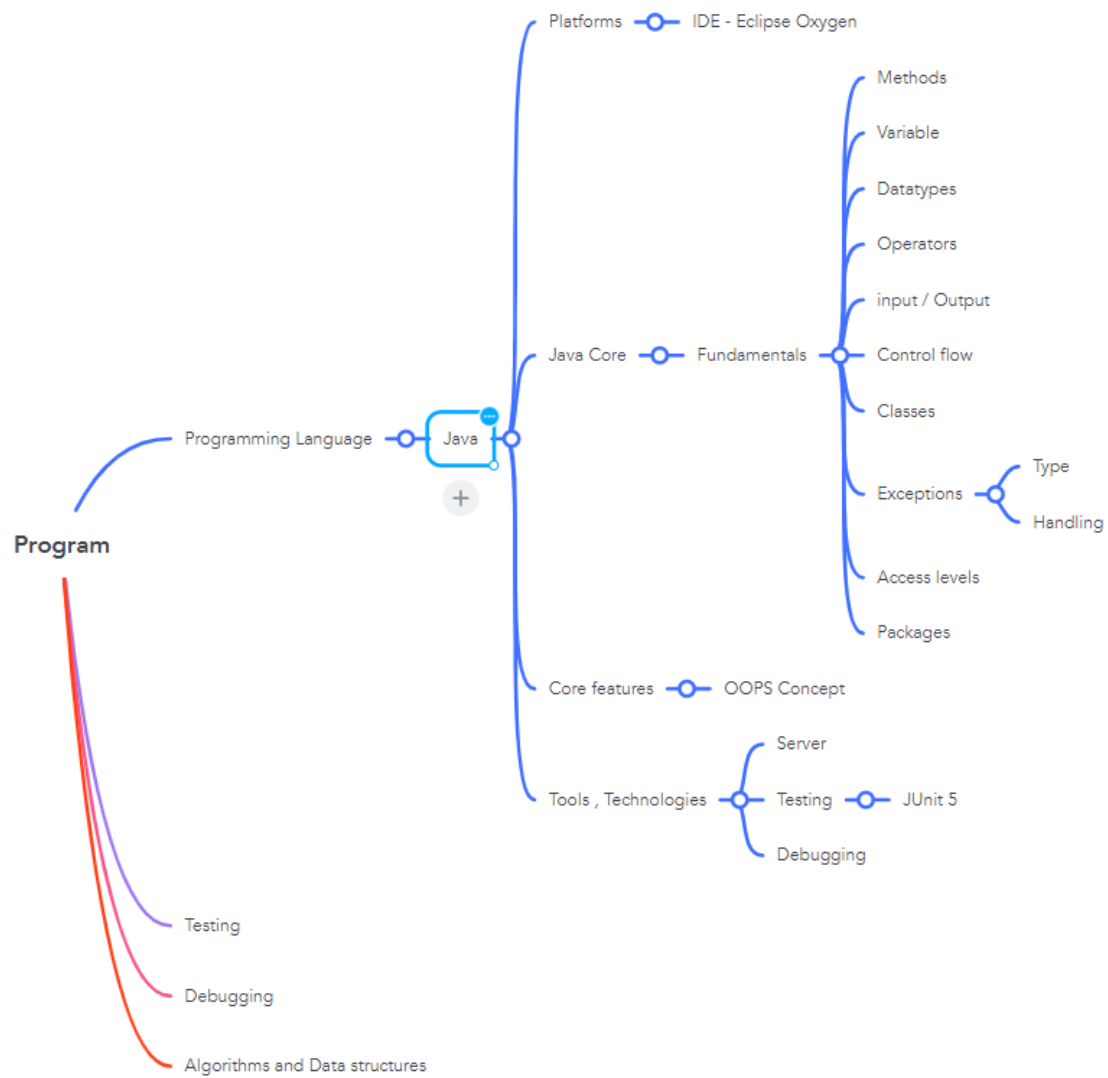 Platforms
IDE - Eclipse Oxygen
Methods
Variable
Datatypes
Operators
input / Output
Java Core
Fundamentals
Control flow
Classes
Programming Language
Java
Type
Exceptions
Handling
Program
Access levels
Packages
Core features
OOPS Concept
Server
Tools , Technologies
Testing
JUnit 5
Debugging
Testing
Debugging
Algorithms and Data structures